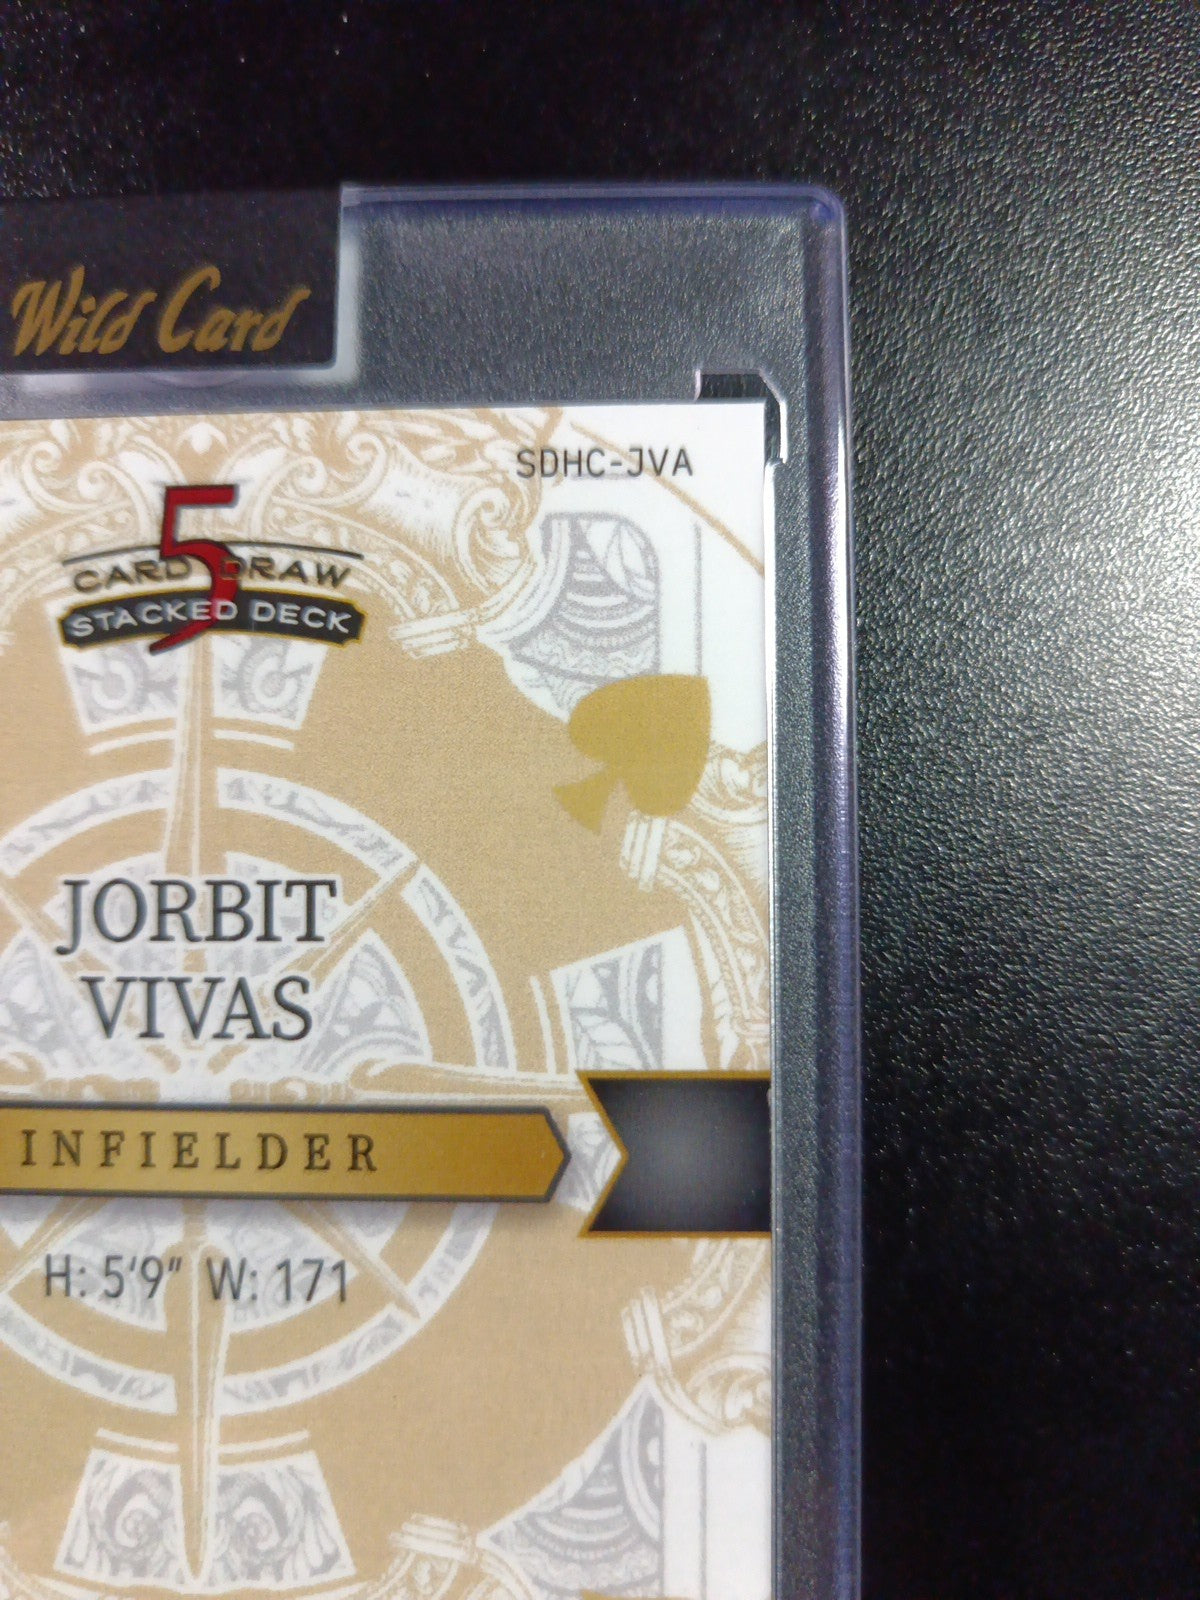 Wild Card
SDHC-JVA
5
CARD DRAW
STACKED DECK
JORBIT
VIVAS
INFIELDER
H: 5'9" W: 171